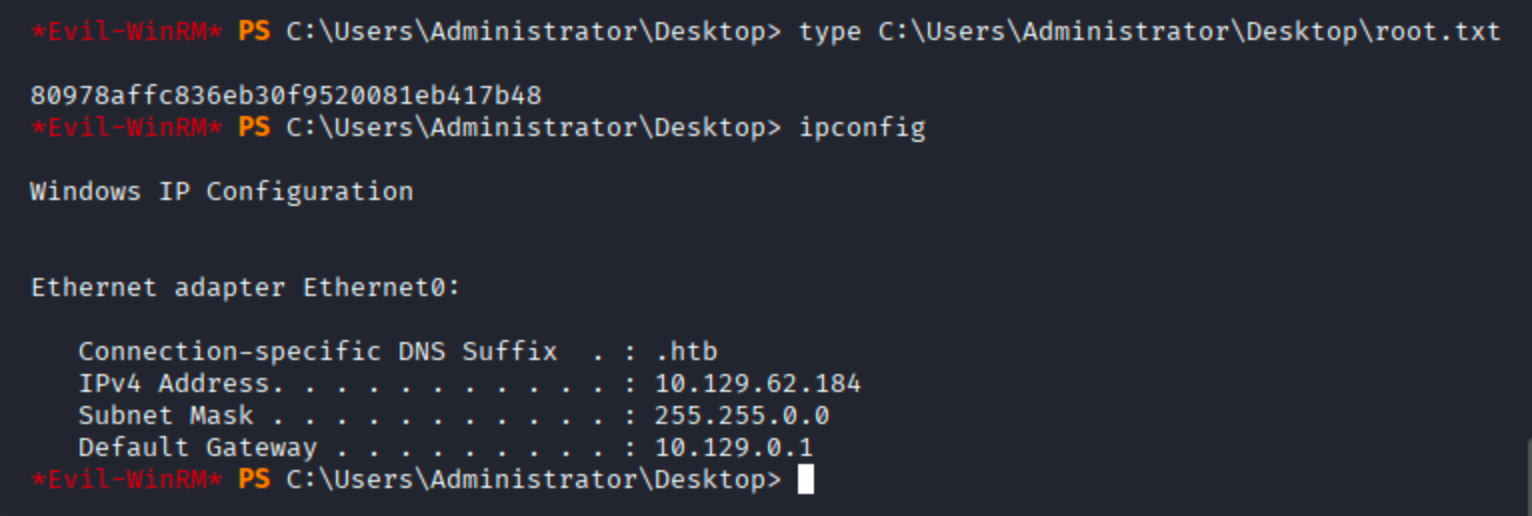 *Evil-WinRM* PS C:\Users\Administrator\Desktop> type C:\Users\Administrator\Desktop\root.txt
80978affc836eb30f9520081eb417b48
*Evil-WinRM* PS C:\Users\Administrator\Desktop> ipconfig
Windows IP Configuration
Ethernet adapter Ethernet0:
   Connection-specific DNS Suffix  . : .htb
   IPv4 Address. . . . . . . . . . . : 10.129.62.184
   Subnet Mask . . . . . . . . . . . : 255.255.0.0
   Default Gateway . . . . . . . . . : 10.129.0.1
*Evil-WinRM* PS C:\Users\Administrator\Desktop>